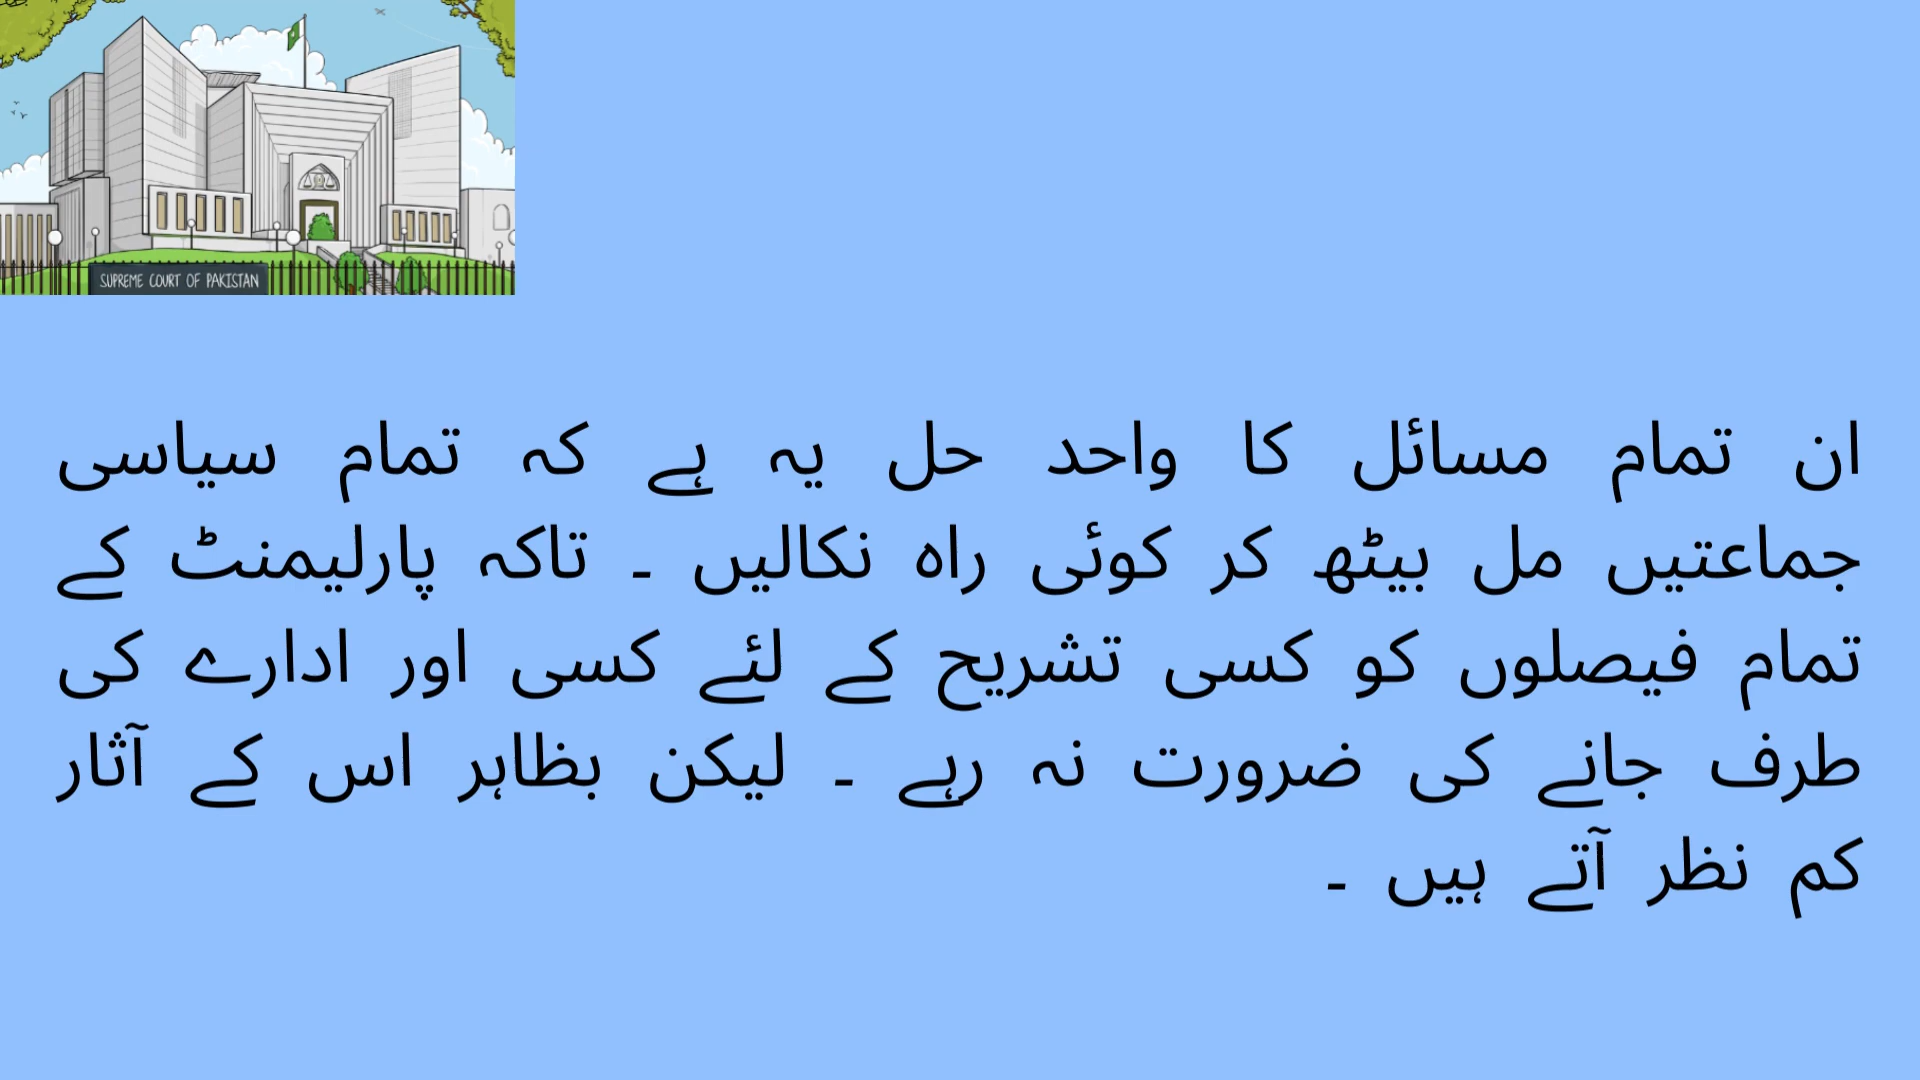 SUPREME COURT OF PAKISTAN
ان تمام مسائل کا واحد حل یہ ہے کہ تمام سیاسی
جماعتیں مل بیٹھ کر کوئی راہ نکالیں ۔ تاکہ پارلیمنٹ کے
تمام فیصلوں کو کسی تشریح کے لئے کسی اور ادارے کی
طرف جانے کی ضرورت نہ رہے ۔ لیکن بظاہر اس کے آثار
کم نظر آتے ہیں ۔